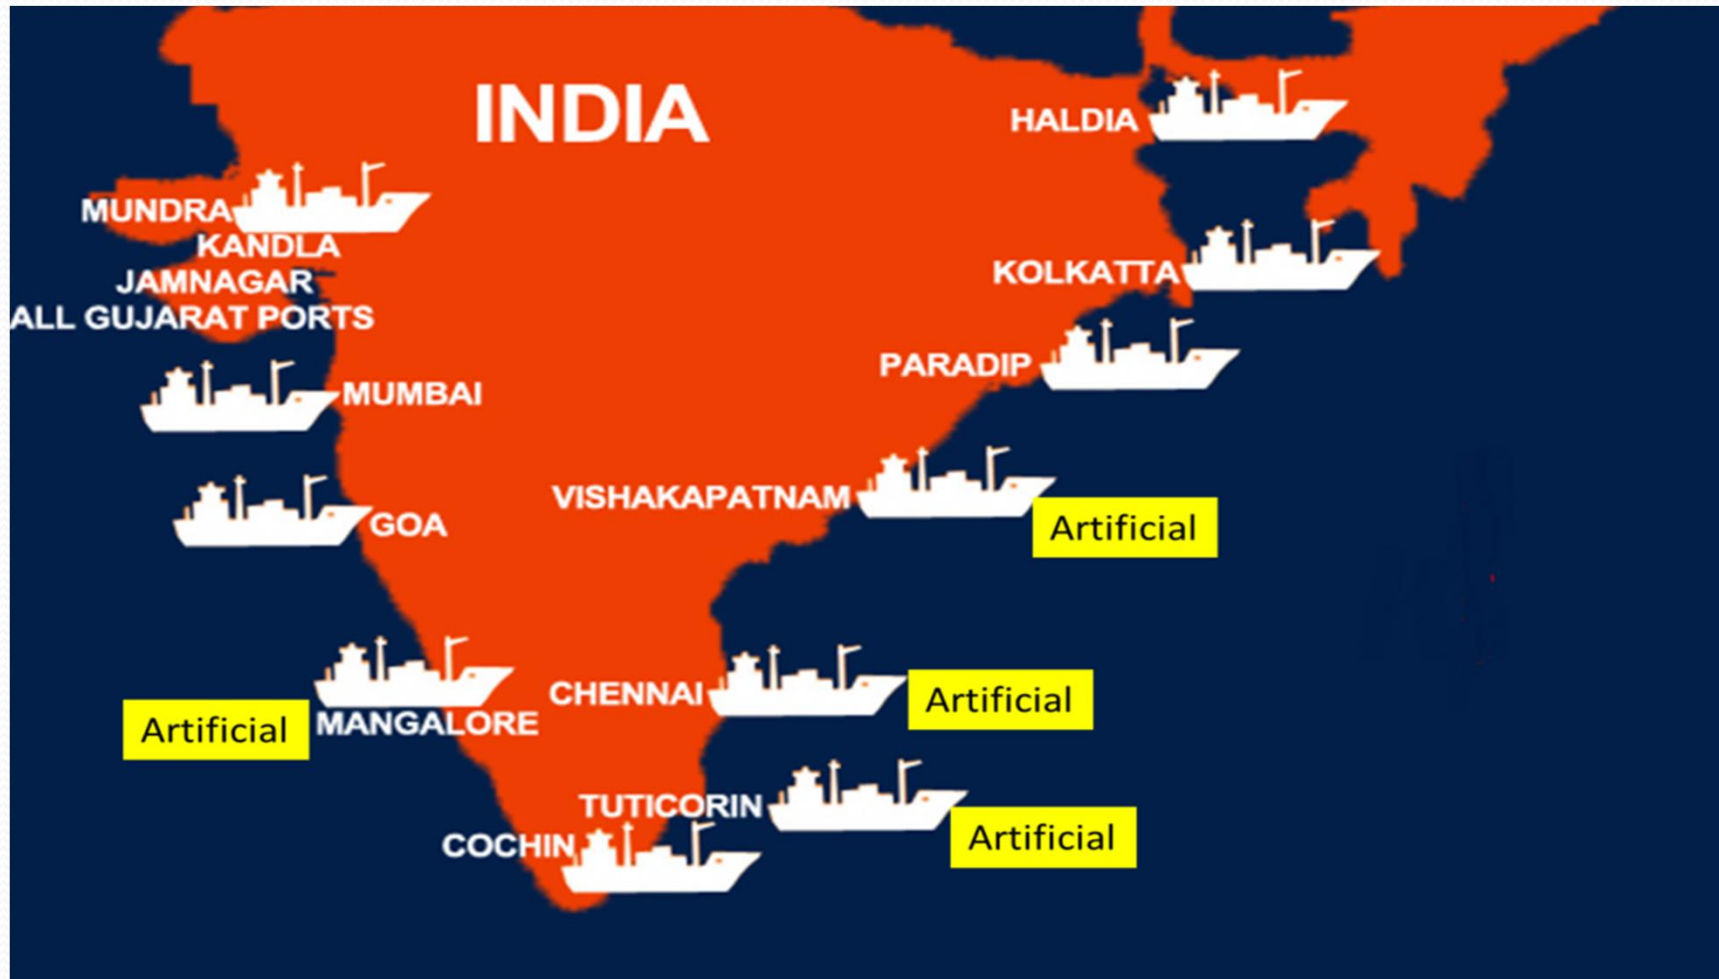 INDIA
HALDIA
MUNDRA
KANDLA
KOLKATTA
JAMNAGAR
ALL GUJARAT PORTS
PARADIP
MUMBAI
VISHAKAPATNAM
GOA
Artificial
CHENNAI
Artificial
Artificial
MANGALORE
TUTICORIN
Artificial
COCHIN